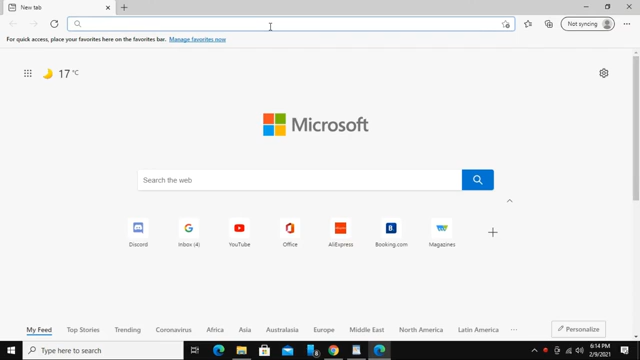 New tab
Not syncing
For quick access, place your favorites here on the favorites bar. Manage favorites now
17 °C
Microsoft
Search the web
Discord
Inbox (4)
YouTube
Office
AliExpress
Booking.com
Magazines
My Feed Top Stories Trending Coronavirus Africa Asia Australasia Europe Middle East North America Latin America ... Personalize
Type here to search
6:14 PM
2/9/2021